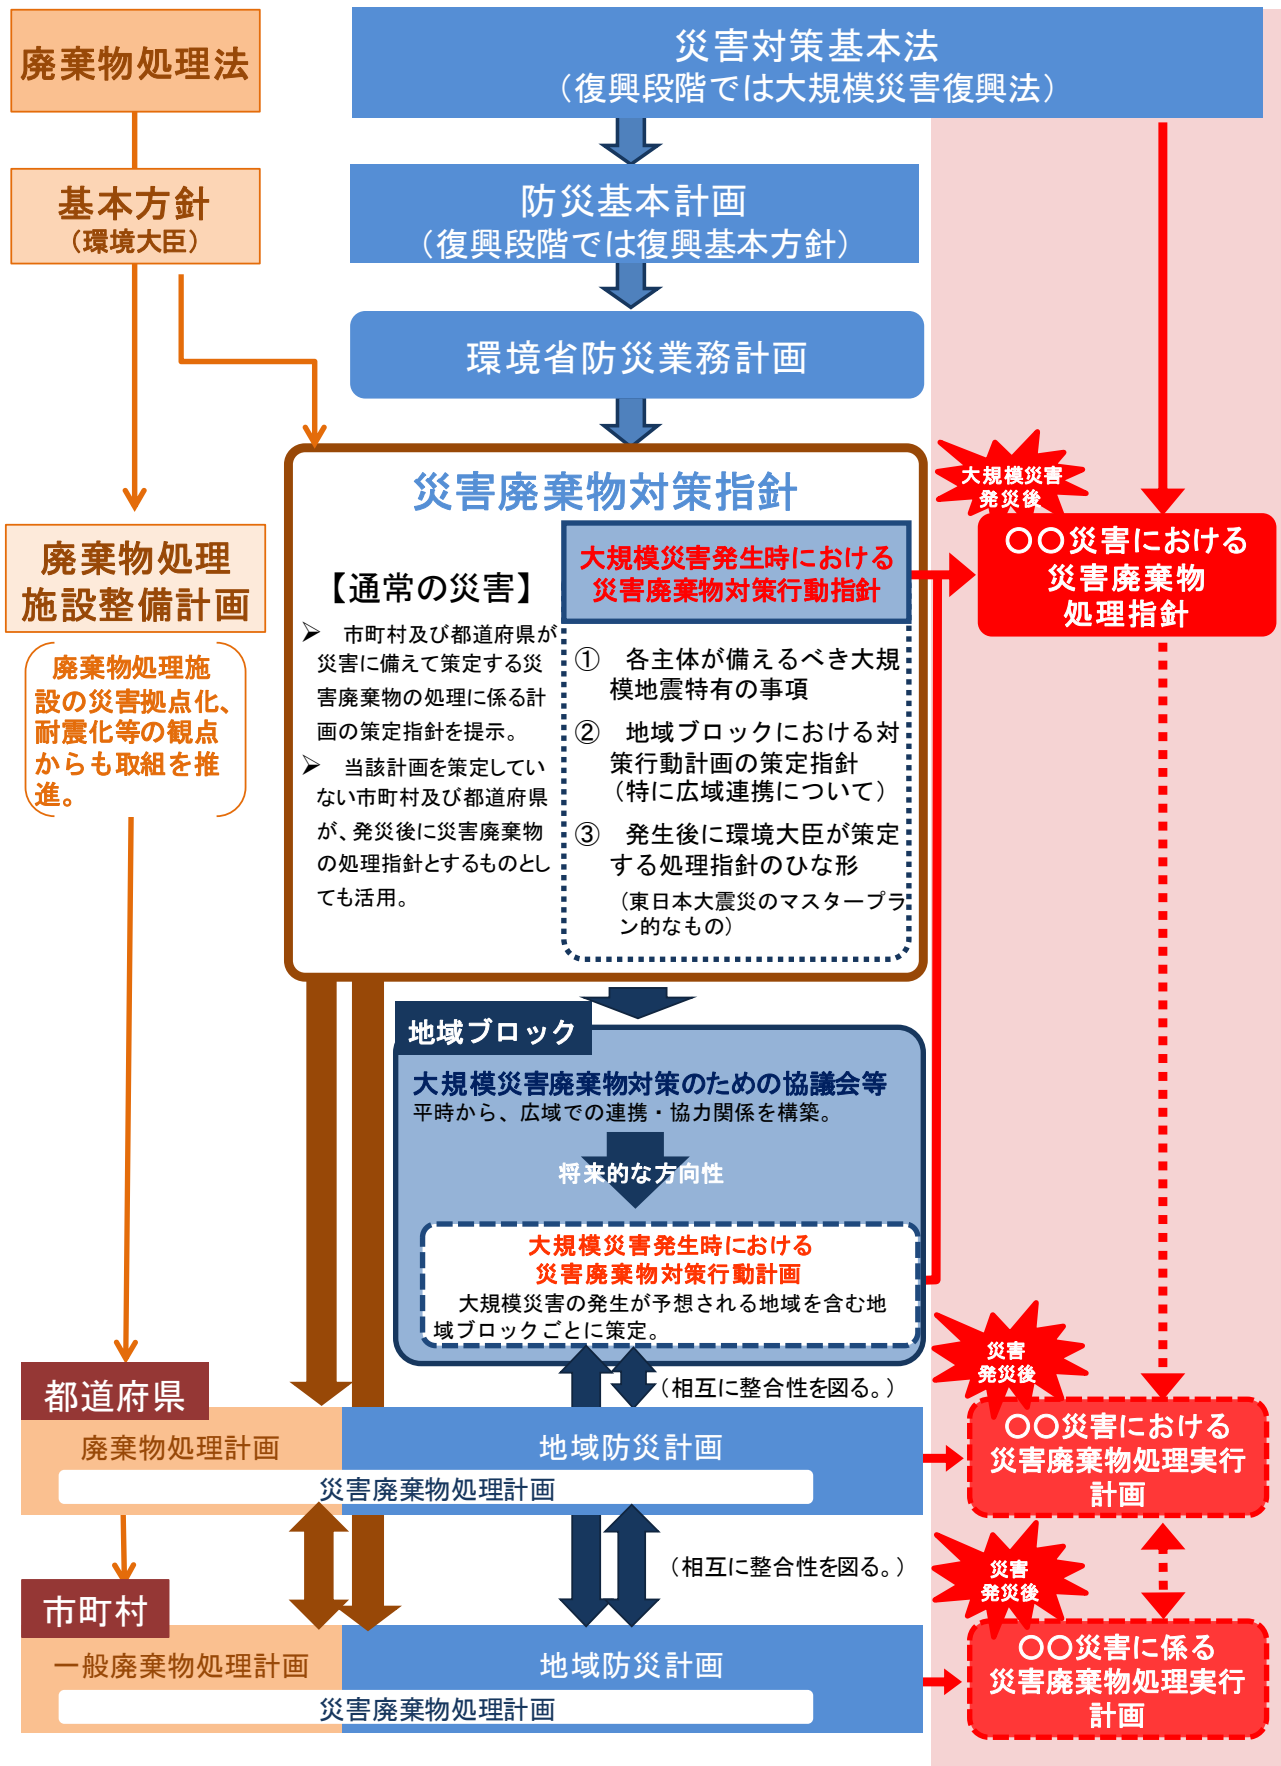 廃棄物処理法
災害対策基本法
（復興段階では大規模災害復興法）
基本方針
（環境大臣）
防災基本計画
（復興段階では復興基本方針）
環境省防災業務計画
廃棄物処理
施設整備計画
廃棄物処理施
設の災害拠点化、
耐震化等の観点
からも取組を推
進。
災害廃棄物対策指針
【通常の災害】
➢ 市町村及び都道府県が
災害に備えて策定する災
害廃棄物の処理に係る計
画の策定指針を提示。
➢ 当該計画を策定してい
ない市町村及び都道府県
が、発災後に災害廃棄物
の処理指針とするものとし
ても活用。
大規模災害発生時における
災害廃棄物対策行動指針
① 各主体が備えるべき大規
模地震特有の事項
② 地域ブロックにおける対
策行動計画の策定指針
（特に広域連携について）
③ 発生後に環境大臣が策定
する処理指針のひな形
（東日本大震災のマスタープラ
ン的なもの）
大規模災害
発災後
〇〇災害における
災害廃棄物
処理指針
地域ブロック
大規模災害廃棄物対策のための協議会等
平時から、広域での連携・協力関係を構築。
将来的な方向性
大規模災害発生時における
災害廃棄物対策行動計画
大規模災害の発生が予想される地域を含む地
域ブロックごとに策定。
（相互に整合性を図る。）
都道府県
廃棄物処理計画
地域防災計画
災害廃棄物処理計画
災害
発災後
〇〇災害における
災害廃棄物処理実行
計画
（相互に整合性を図る。）
市町村
一般廃棄物処理計画
地域防災計画
災害廃棄物処理計画
災害
発災後
〇〇災害に係る
災害廃棄物処理実行
計画